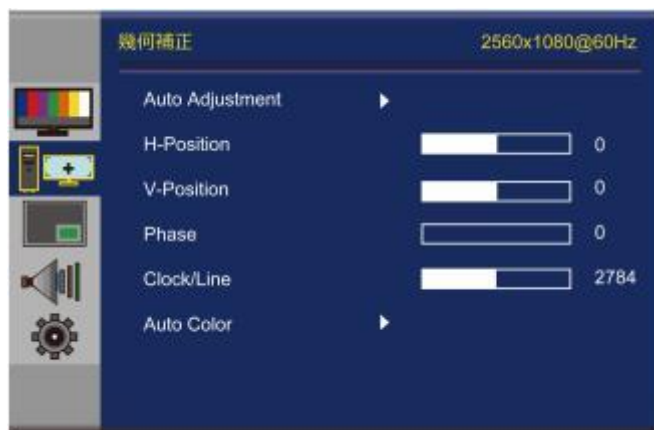 幾何補正 2560x1080@60Hz
Auto Adjustment
H-Position 0
V-Position 0
Phase 0
Clock/Line 2784
Auto Color